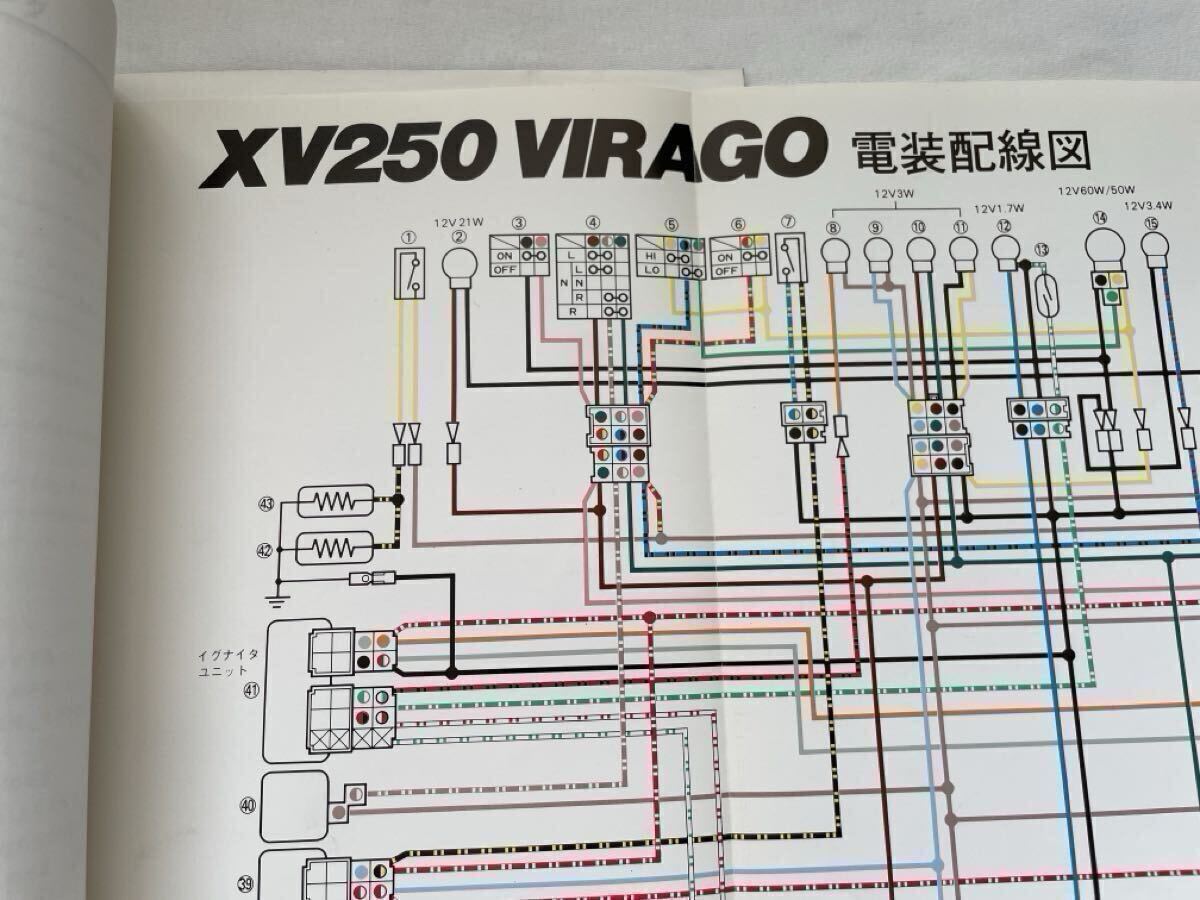 XV250 VIRAGO 電装配線図
12V3W
12V60W/50W
12V 21W
12V1.7W
12V3.4W
① ② ③ ④ ⑤ ⑥ ⑦ ⑧ ⑨ ⑩ ⑪ ⑫ ⑬ ⑭ ⑮
ON
OFF
L
L
N N
R
R
HI
LO
ON
OFF
㊸
㊷
イグナイタ
ユニット
㊶
㊵
㊴